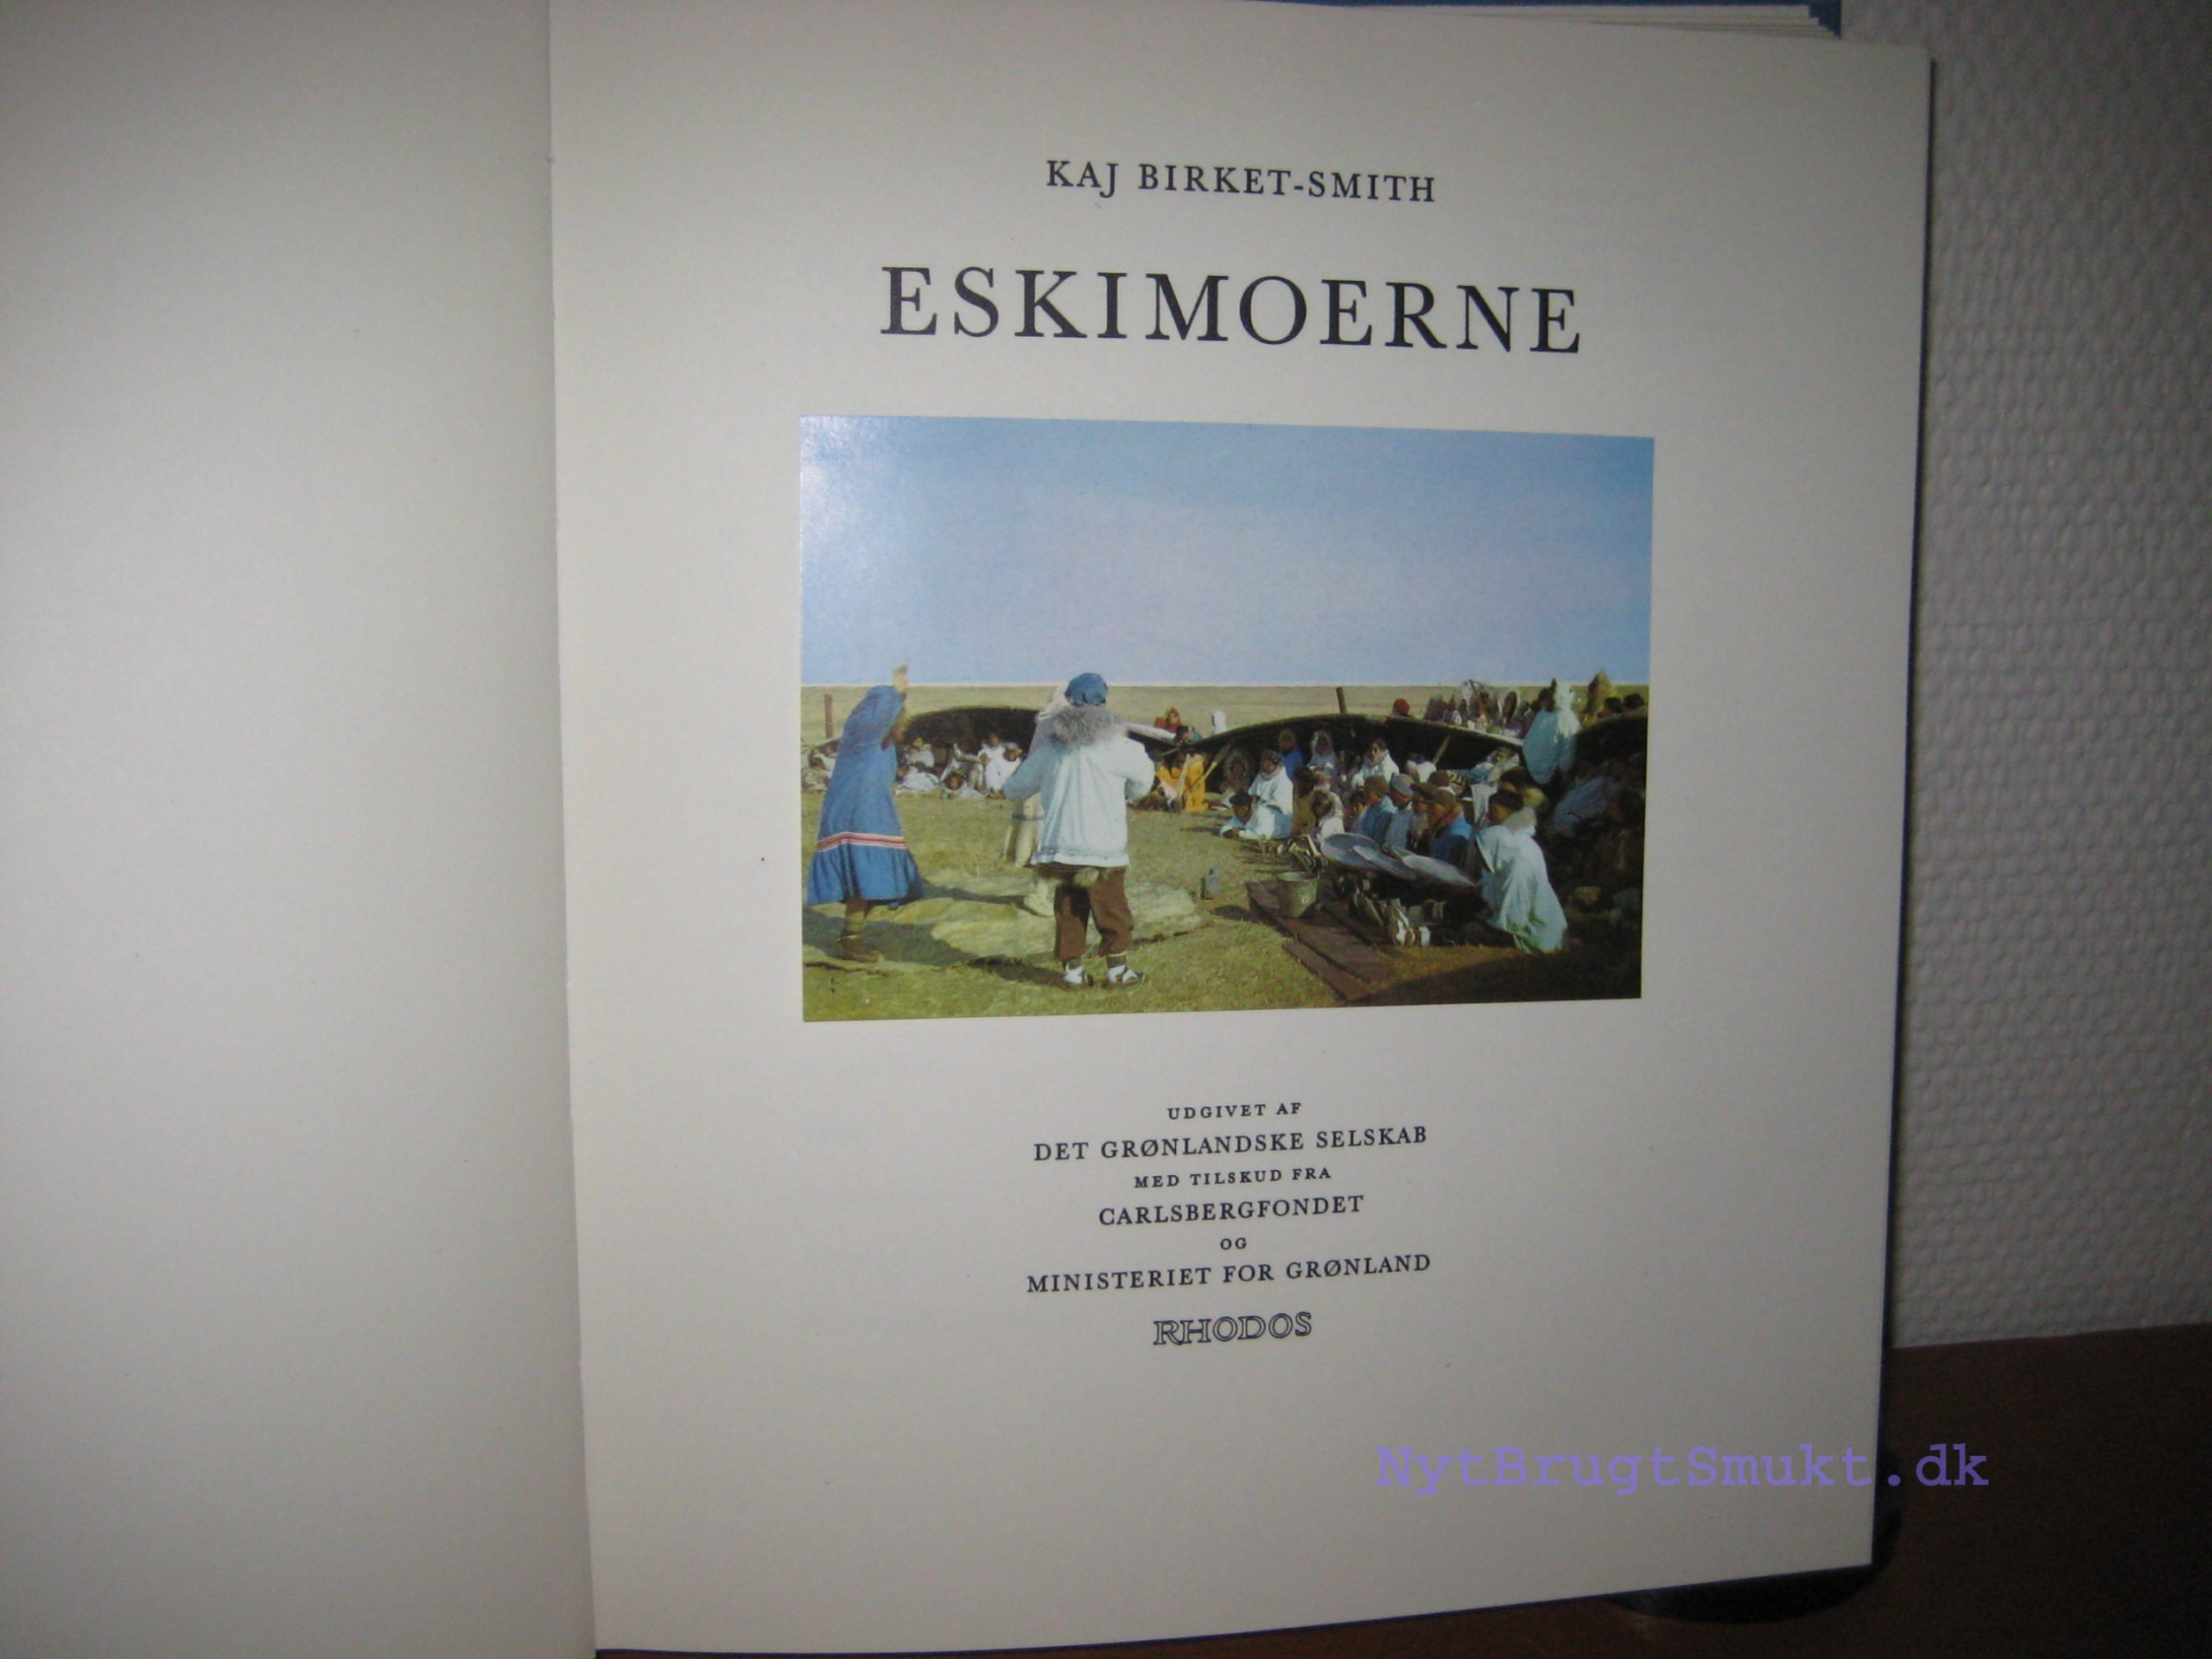 KAJ BIRKET-SMITH
ESKIMOERNE
UDGIVET AF
DET GRØNLANDSKE SELSKAB
MED TILSKUD FRA
CARLSBERGFONDET
OG
MINISTERIET FOR GRØNLAND
RHODOS
NytBrugtSmukt.dk